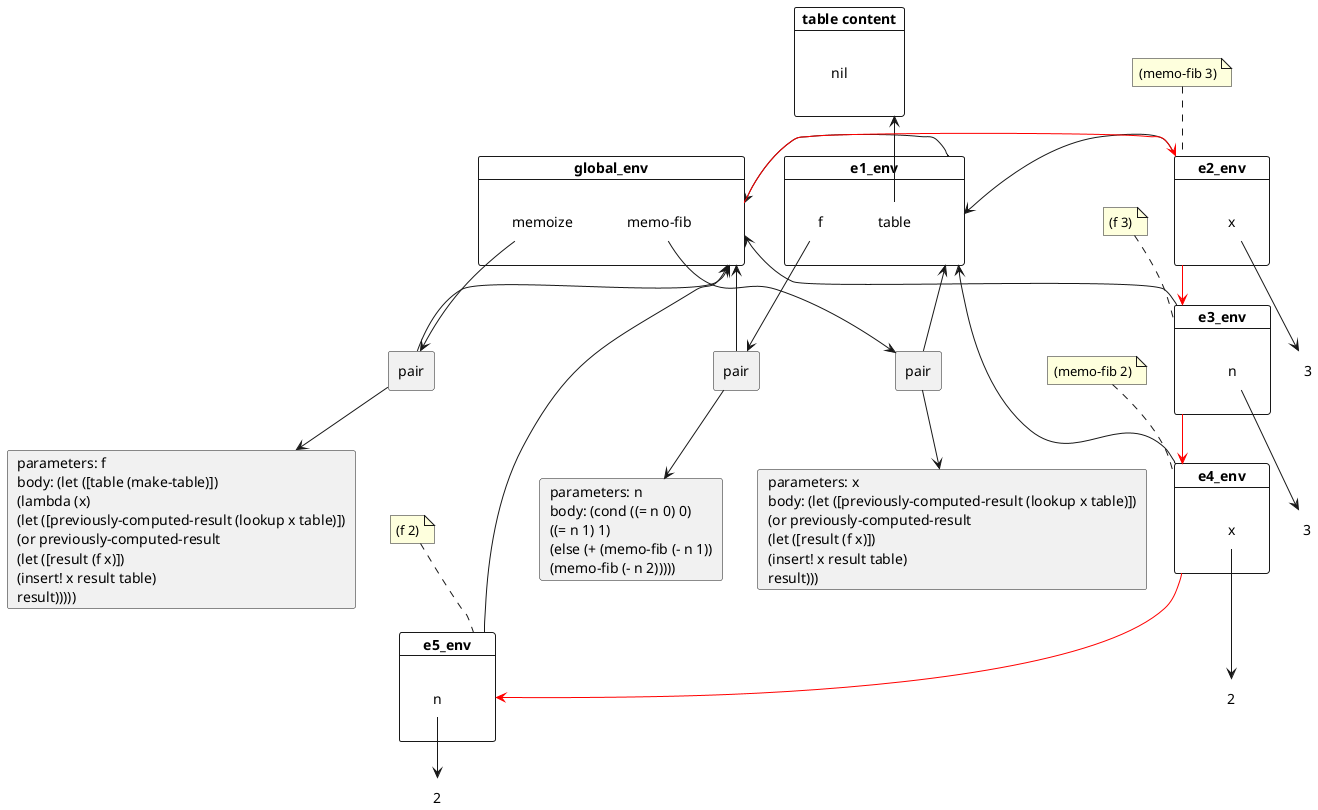 table content
nil
(memo-fib 3)
global_env
memoize
memo-fib
e1_env
f
table
e2_env
x
(f 3)
e3_env
n
3
pair
pair
pair
(memo-fib 2)
parameters: f
body: (let ([table (make-table)])
(lambda (x)
(let ([previously-computed-result (lookup x table)])
(or previously-computed-result
(let ([result (f x)])
(insert! x result table)
result)))))
parameters: n
body: (cond ((= n 0) 0)
((= n 1) 1)
(else (+ (memo-fib (- n 1))
(memo-fib (- n 2)))))
parameters: x
body: (let ([previously-computed-result (lookup x table)])
(or previously-computed-result
(let ([result (f x)])
(insert! x result table)
result)))
e4_env
x
3
(f 2)
e5_env
n
2
2